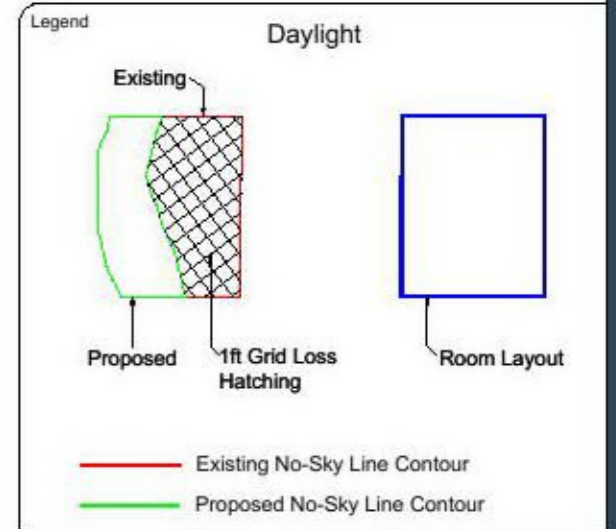 Legend
Daylight
Existing
Proposed
1ft Grid Loss
Hatching
Room Layout
Existing No-Sky Line Contour
Proposed No-Sky Line Contour